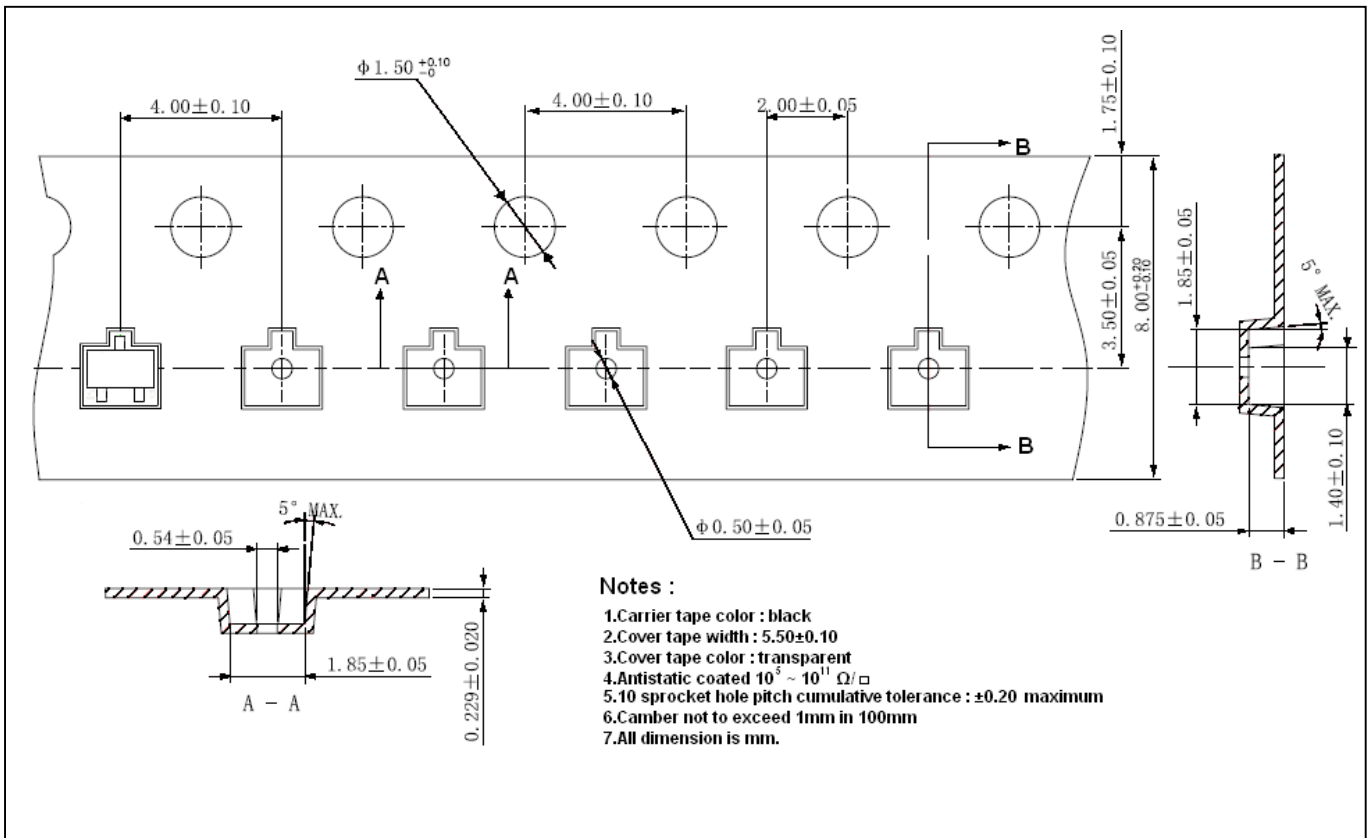 φ1.50 +0.10 -0
4.00±0.10
4.00±0.10
2.00±0.05
1.75±0.10
B
A
A
3.50±0.05
8.00 +0.20 -0.10
1.85±0.05
5° MAX.
B
1.40±0.10
0.875±0.05
B - B
φ0.50±0.05
5° MAX.
0.54±0.05
1.85±0.05
0.229±0.020
A - A
Notes :
1.Carrier tape color : black
2.Cover tape width : 5.50±0.10
3.Cover tape color : transparent
4.Antistatic coated 10⁵ ~ 10¹¹ Ω/□
5.10 sprocket hole pitch cumulative tolerance : ±0.20 maximum
6.Camber not to exceed 1mm in 100mm
7.All dimension is mm.